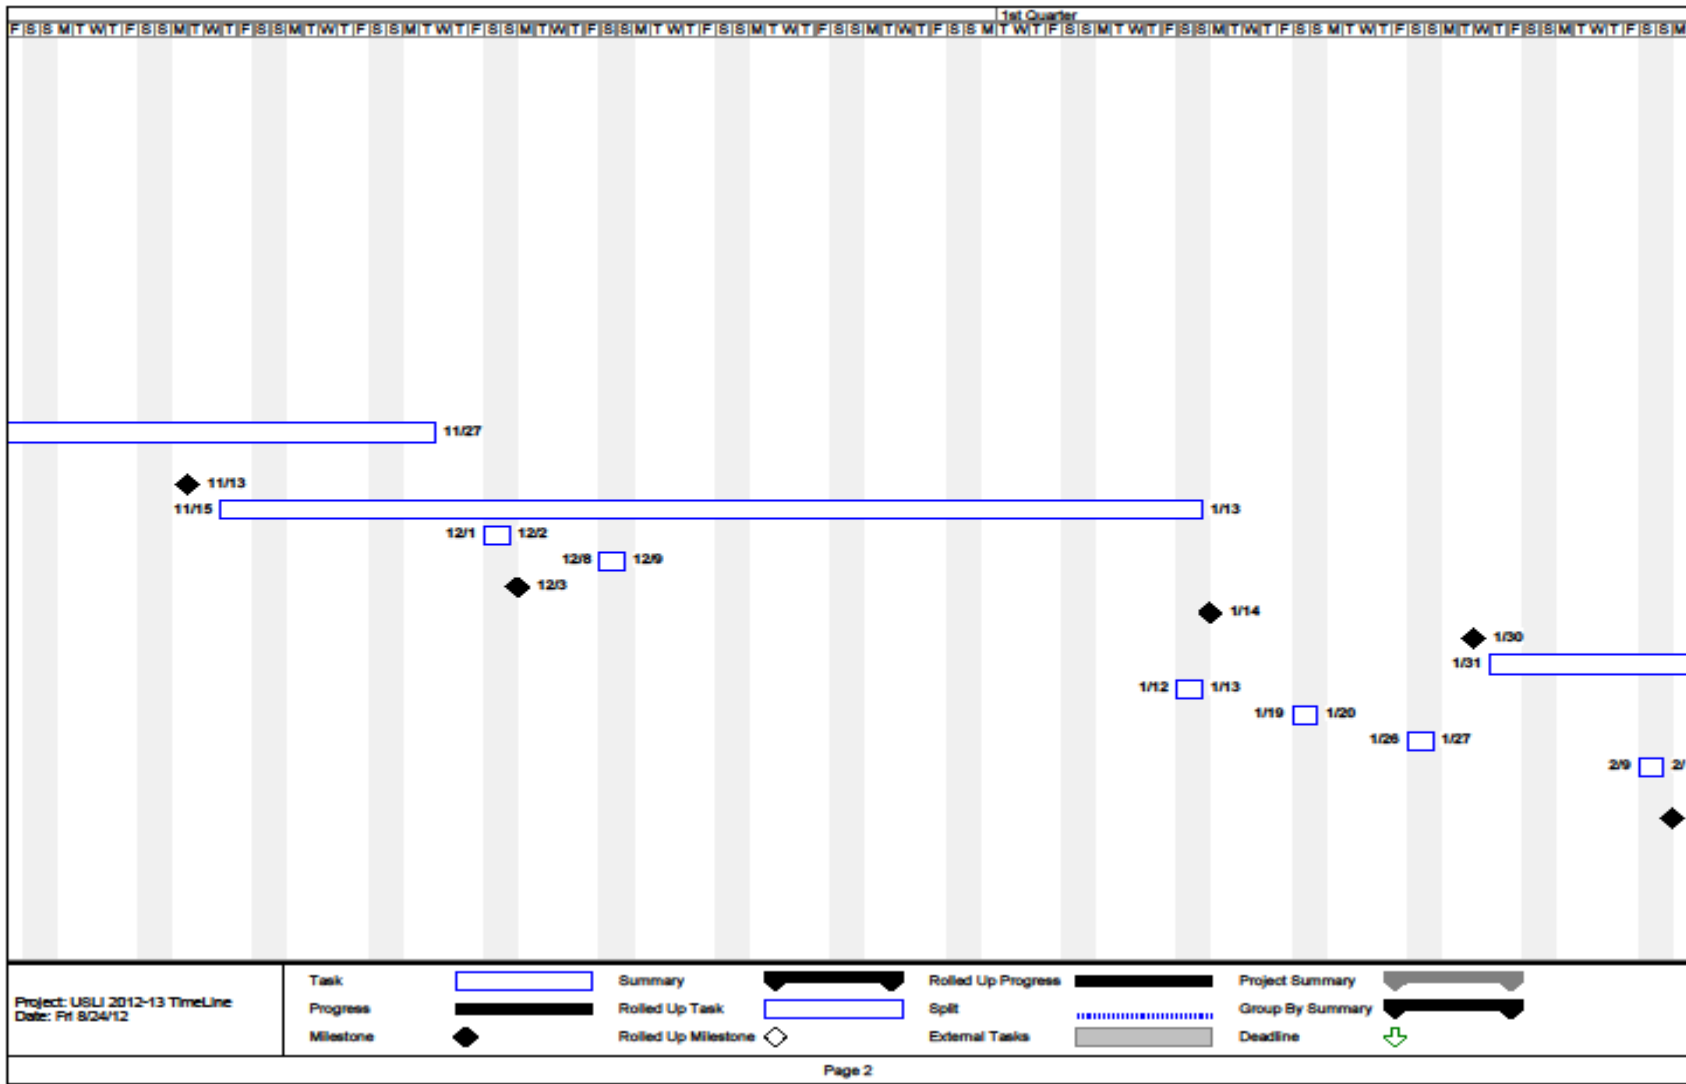 1st Quarter
F S S M T W T F S S M T W T F S S M T W T F S S M T W T F S S M T W T F S S M T W T F S S M T W T F S S M T W T F S S M T W T F S S M T W T F S S M T W T F S S M T W T F S S M T W T F S S M T W T F S S M
11/27
11/13
11/15 1/13
12/1 12/2
12/8 12/9
12/3
1/14
1/30
1/31
1/12 1/13
1/19 1/20
1/26 1/27
2/9 2/
Project: USLI 2012-13 TimeLine
Date: Fri 8/24/12
Task Summary Rolled Up Progress Project Summary
Progress Rolled Up Task Split Group By Summary
Milestone Rolled Up Milestone External Tasks Deadline
Page 2